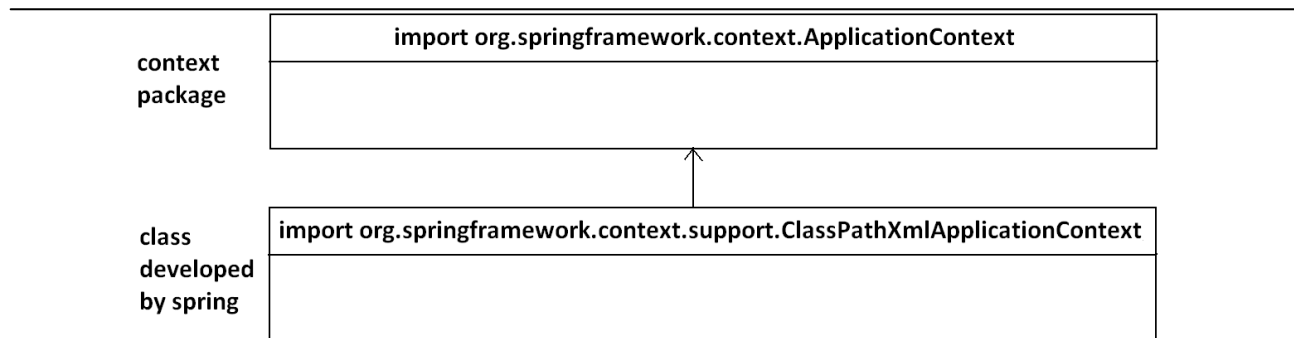 import org.springframework.context.ApplicationContext
context
package
import org.springframework.context.support.ClassPathXmlApplicationContext
class
developed
by spring